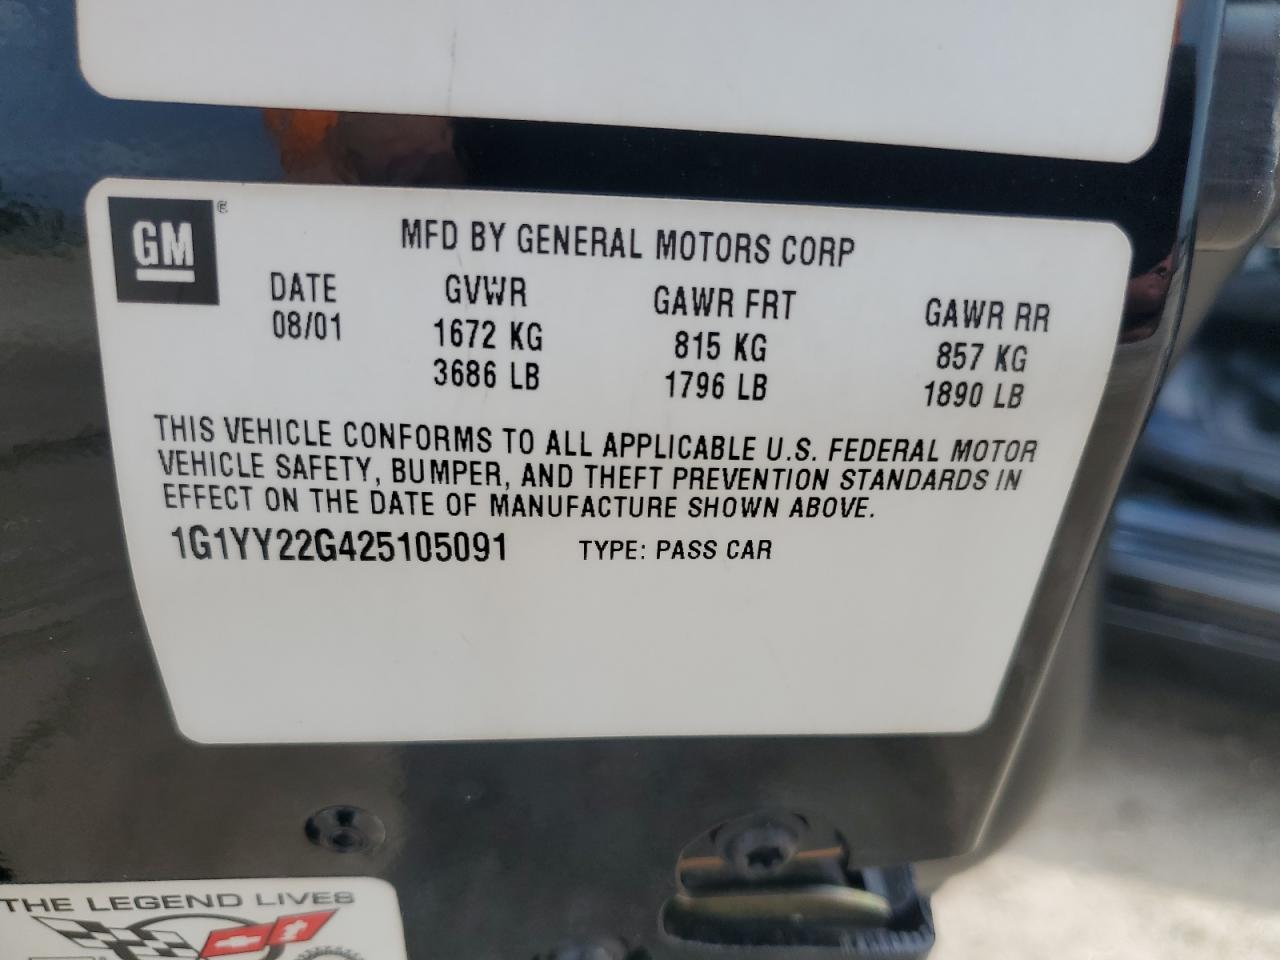 GM®
MFD BY GENERAL MOTORS CORP
DATE GVWR GAWR FRT GAWR RR
08/01 1672 KG 815 KG 857 KG
3686 LB 1796 LB 1890 LB
THIS VEHICLE CONFORMS TO ALL APPLICABLE U.S. FEDERAL MOTOR
VEHICLE SAFETY, BUMPER, AND THEFT PREVENTION STANDARDS IN
EFFECT ON THE DATE OF MANUFACTURE SHOWN ABOVE.
1G1YY22G425105091 TYPE: PASS CAR
THE LEGEND LIVES